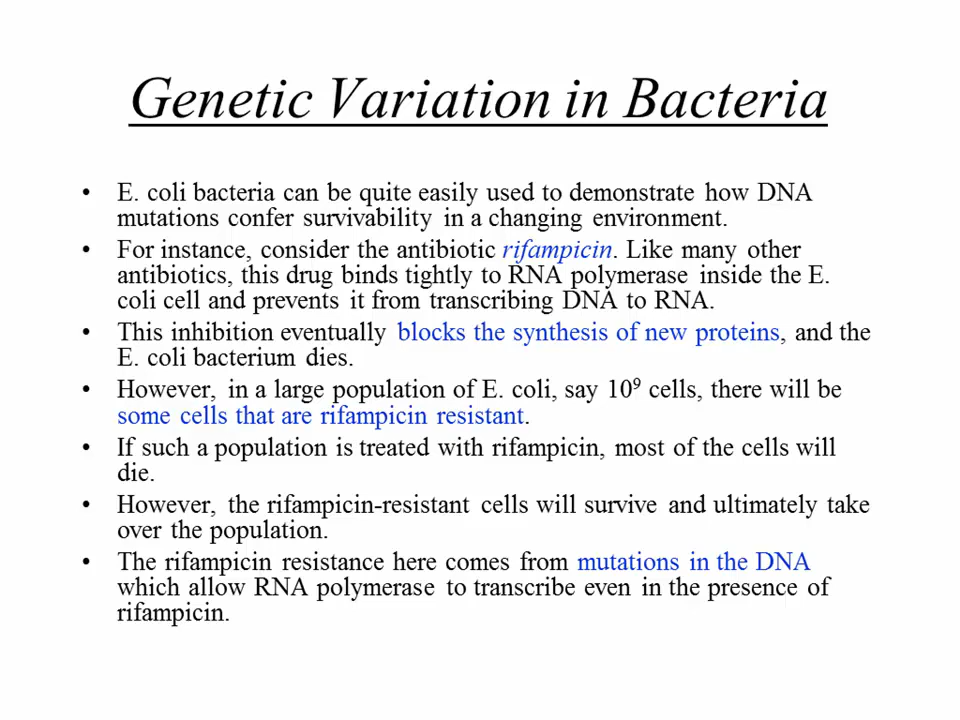 Genetic Variation in Bacteria
• E. coli bacteria can be quite easily used to demonstrate how DNA
mutations confer survivability in a changing environment.
• For instance, consider the antibiotic rifampicin. Like many other
antibiotics, this drug binds tightly to RNA polymerase inside the E.
coli cell and prevents it from transcribing DNA to RNA.
• This inhibition eventually blocks the synthesis of new proteins, and the
E. coli bacterium dies.
• However, in a large population of E. coli, say 10⁹ cells, there will be
some cells that are rifampicin resistant.
• If such a population is treated with rifampicin, most of the cells will
die.
• However, the rifampicin-resistant cells will survive and ultimately take
over the population.
• The rifampicin resistance here comes from mutations in the DNA
which allow RNA polymerase to transcribe even in the presence of
rifampicin.